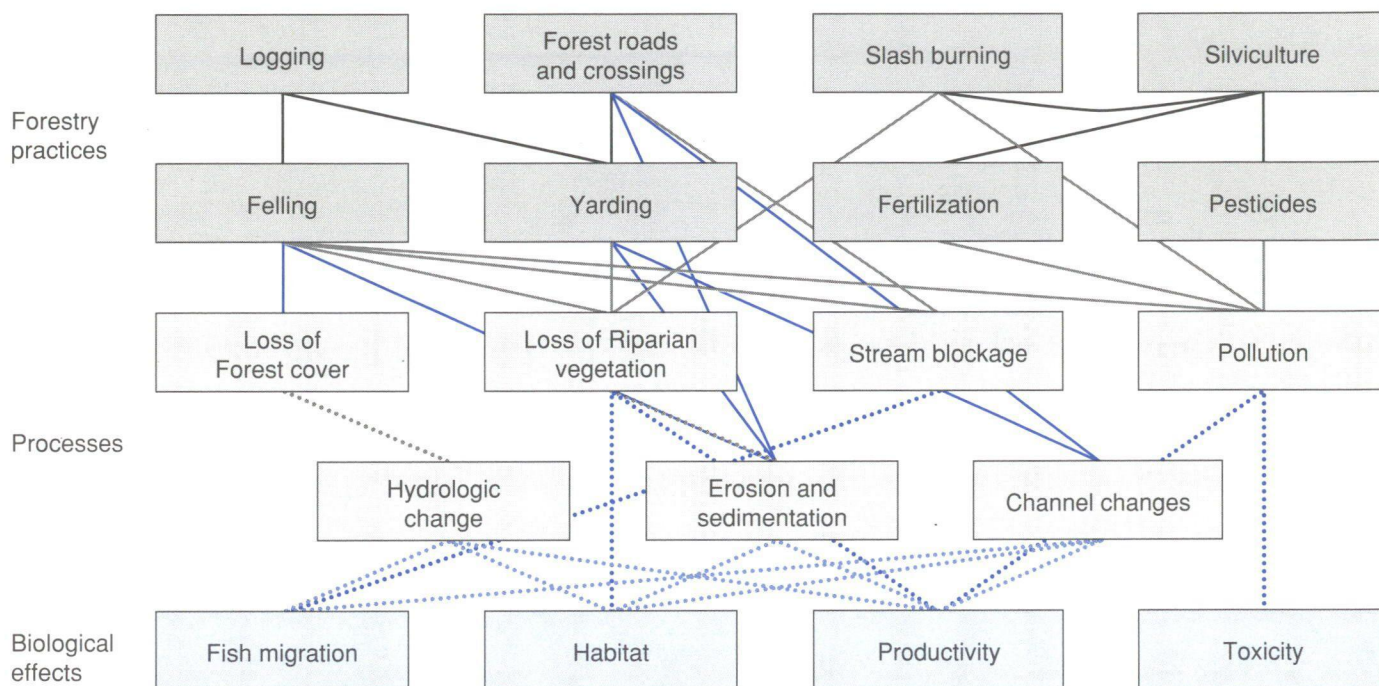 Logging
Forest roads
and crossings
Slash burning
Silviculture
Forestry
practices
Felling
Yarding
Fertilization
Pesticides
Loss of
Forest cover
Loss of Riparian
vegetation
Stream blockage
Pollution
Processes
Hydrologic
change
Erosion and
sedimentation
Channel changes
Biological
effects
Fish migration
Habitat
Productivity
Toxicity